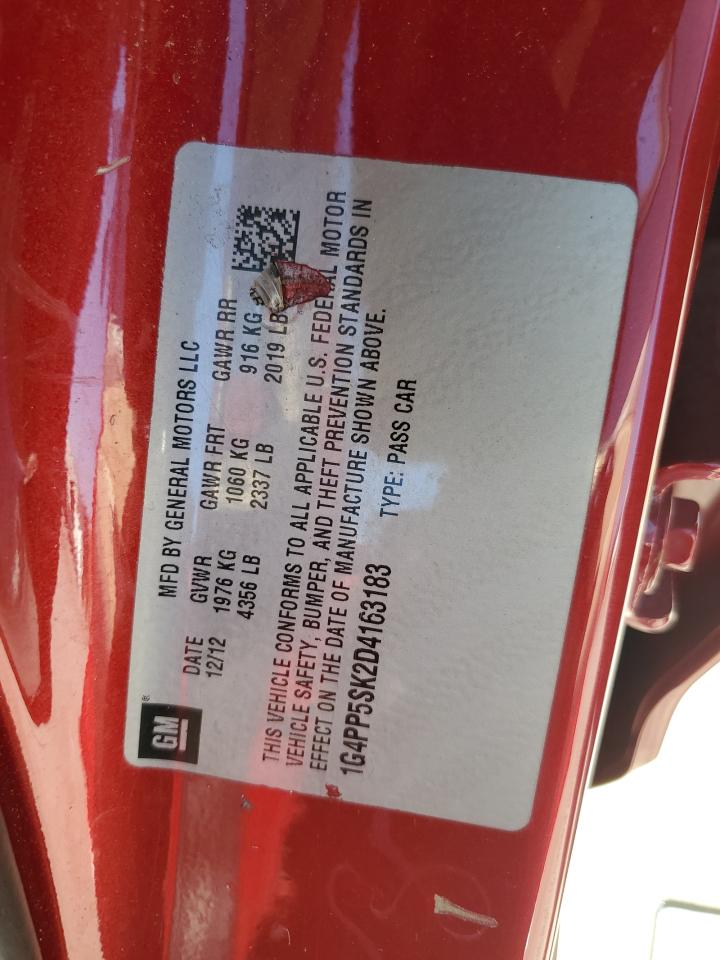 GM ®
MFD BY GENERAL MOTORS LLC
DATE GVWR GAWR FRT GAWR RR
12/12 1976 KG 1060 KG 916 KG
4356 LB 2337 LB 2019 LB
THIS VEHICLE CONFORMS TO ALL APPLICABLE U.S. FEDERAL MOTOR
VEHICLE SAFETY, BUMPER, AND THEFT PREVENTION STANDARDS IN
EFFECT ON THE DATE OF MANUFACTURE SHOWN ABOVE.
1G4PP5SK2D4163183 TYPE: PASS CAR